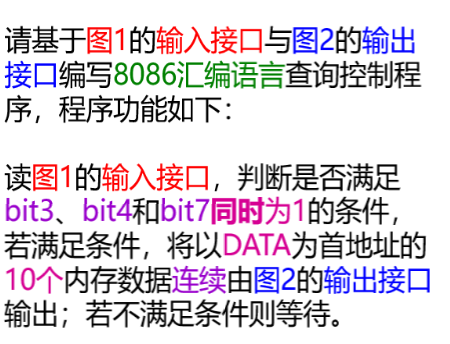 请基于图1的输入接口与图2的输出
接口编写8086汇编语言查询控制程
序，程序功能如下：
读图1的输入接口，判断是否满足
bit3、bit4和bit7同时为1的条件，
若满足条件，将以DATA为首地址的
10个内存数据连续由图2的输出接口
输出；若不满足条件则等待。